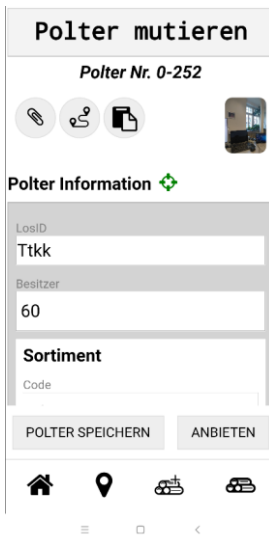 Polter mutieren
Polter Nr. 0-252
Polter Information
LosID
Ttkk
Besitzer
60
Sortiment
Code
POLTER SPEICHERN ANBIETEN